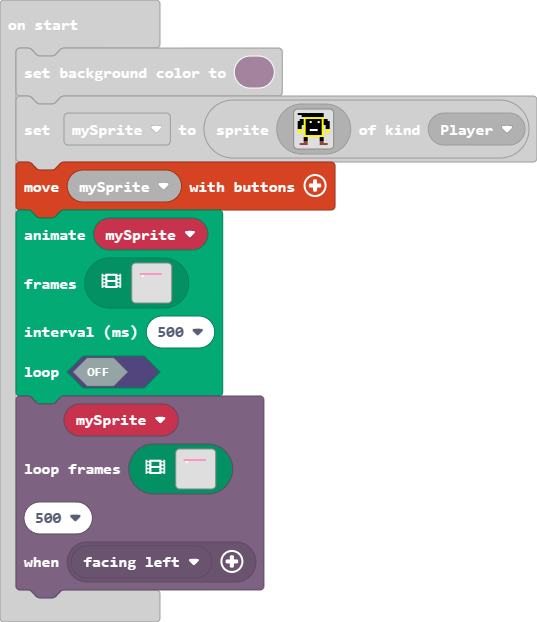 on start
set background color to
set mySprite to sprite of kind Player
move mySprite with buttons
animate mySprite
frames
interval (ms) 500
loop OFF
mySprite
loop frames
500
when facing left